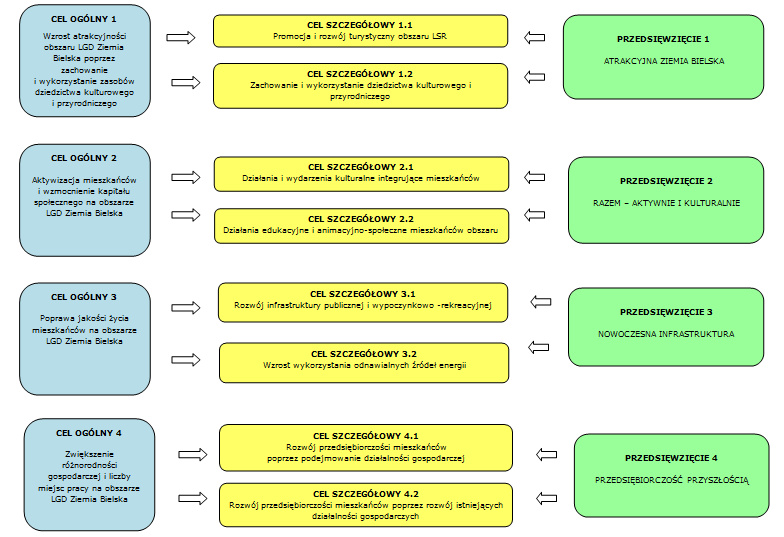 CEL OGÓLNY 1
Wzrost atrakcyjności
obszaru LGD Ziemia
Bielska poprzez
zachowanie
i wykorzystanie zasobów
dziedzictwa kulturowego
i przyrodniczego
CEL SZCZEGÓŁOWY 1.1
Promocja i rozwój turystyczny obszaru LSR
CEL SZCZEGÓŁOWY 1.2
Zachowanie i wykorzystanie dziedzictwa kulturowego i
przyrodniczego
PRZEDSIĘWZIĘCIE 1
ATRAKCYJNA ZIEMIA BIELSKA
CEL OGÓLNY 2
Aktywizacja mieszkańców
i wzmocnienie kapitału
społecznego na obszarze
LGD Ziemia Bielska
CEL SZCZEGÓŁOWY 2.1
Działania i wydarzenia kulturalne integrujące mieszkańców
CEL SZCZEGÓŁOWY 2.2
Działania edukacyjne i animacyjno-społeczne mieszkańców obszaru
PRZEDSIĘWZIĘCIE 2
RAZEM – AKTYWNIE I KULTURALNIE
CEL OGÓLNY 3
Poprawa jakości życia
mieszkańców na obszarze
LGD Ziemia Bielska
CEL SZCZEGÓŁOWY 3.1
Rozwój infrastruktury publicznej i wypoczynkowo -rekreacyjnej
CEL SZCZEGÓŁOWY 3.2
Wzrost wykorzystania odnawialnych źródeł energii
PRZEDSIĘWZIĘCIE 3
NOWOCZESNA INFRASTRUKTURA
CEL OGÓLNY 4
Zwiększenie
różnorodności
gospodarczej i liczby
miejsc pracy na obszarze
LGD Ziemia Bielska
CEL SZCZEGÓŁOWY 4.1
Rozwój przedsiębiorczości mieszkańców
poprzez podejmowanie działalności gospodarczej
CEL SZCZEGÓŁOWY 4.2
Rozwój przedsiębiorczości mieszkańców poprzez rozwój istniejących
działalności gospodarczych
PRZEDSIĘWZIĘCIE 4
PRZEDSIĘBIORCZOŚĆ PRZYSZŁOŚCIĄ